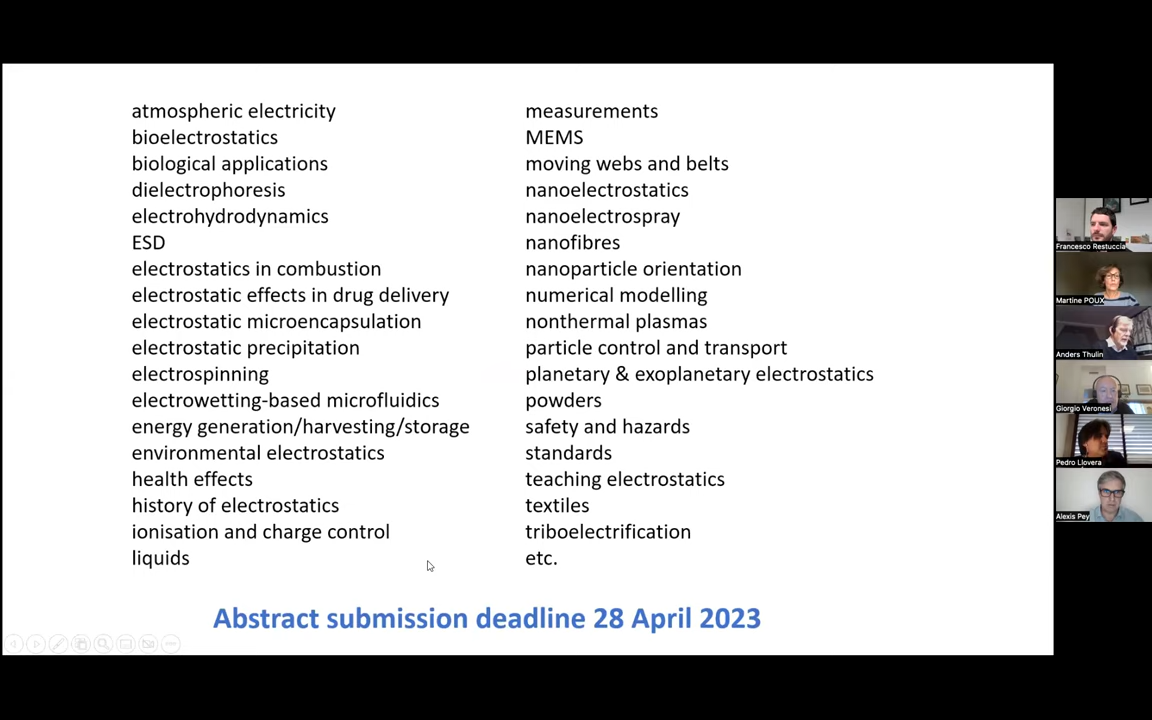 atmospheric electricity
bioelectrostatics
biological applications
dielectrophoresis
electrohydrodynamics
ESD
electrostatics in combustion
electrostatic effects in drug delivery
electrostatic microencapsulation
electrostatic precipitation
electrospinning
electrowetting-based microfluidics
energy generation/harvesting/storage
environmental electrostatics
health effects
history of electrostatics
ionisation and charge control
liquids
measurements
MEMS
moving webs and belts
nanoelectrostatics
nanoelectrospray
nanofibres
nanoparticle orientation
numerical modelling
nonthermal plasmas
particle control and transport
planetary & exoplanetary electrostatics
powders
safety and hazards
standards
teaching electrostatics
textiles
triboelectrification
etc.
Abstract submission deadline 28 April 2023
Francesco Restuccia
Martine POUX
Anders Thulin
Giorgio Veronesi
Pedro Llovera
Alexis Pey